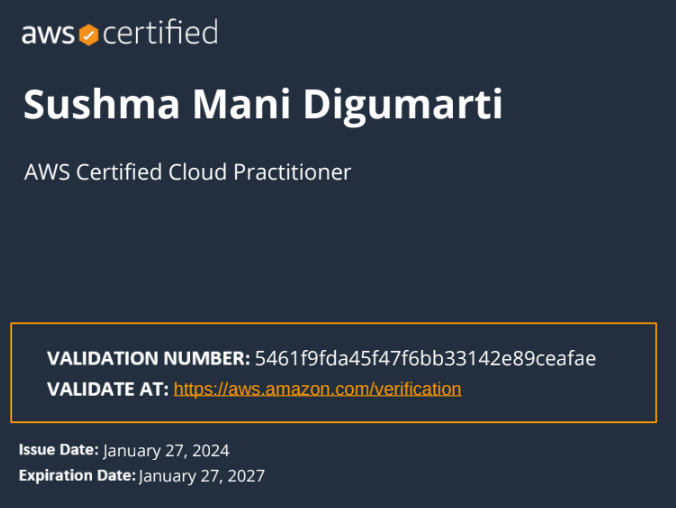 aws certified
Sushma Mani Digumarti
AWS Certified Cloud Practitioner
VALIDATION NUMBER: 5461f9fda45f47f6bb33142e89ceafae
VALIDATE AT: https://aws.amazon.com/verification
Issue Date: January 27, 2024
Expiration Date: January 27, 2027